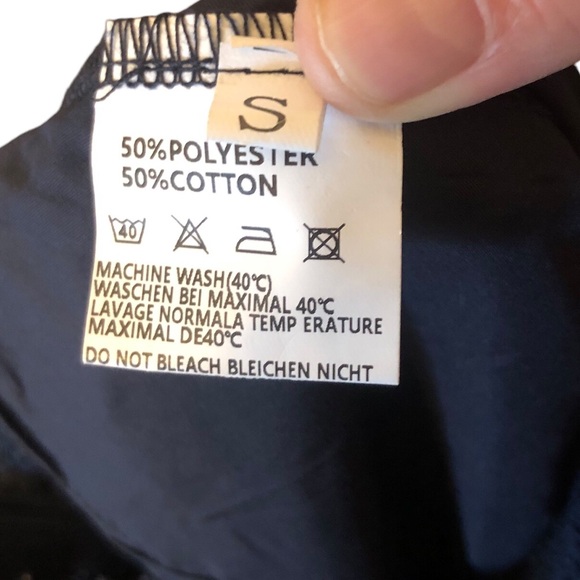 S
50%POLYESTER
50%COTTON
40
MACHINE WASH(40℃)
WASCHEN BEI MAXIMAL 40℃
LAVAGE NORMALA TEMP ERATURE
MAXIMAL DE40℃
DO NOT BLEACH BLEICHEN NICHT